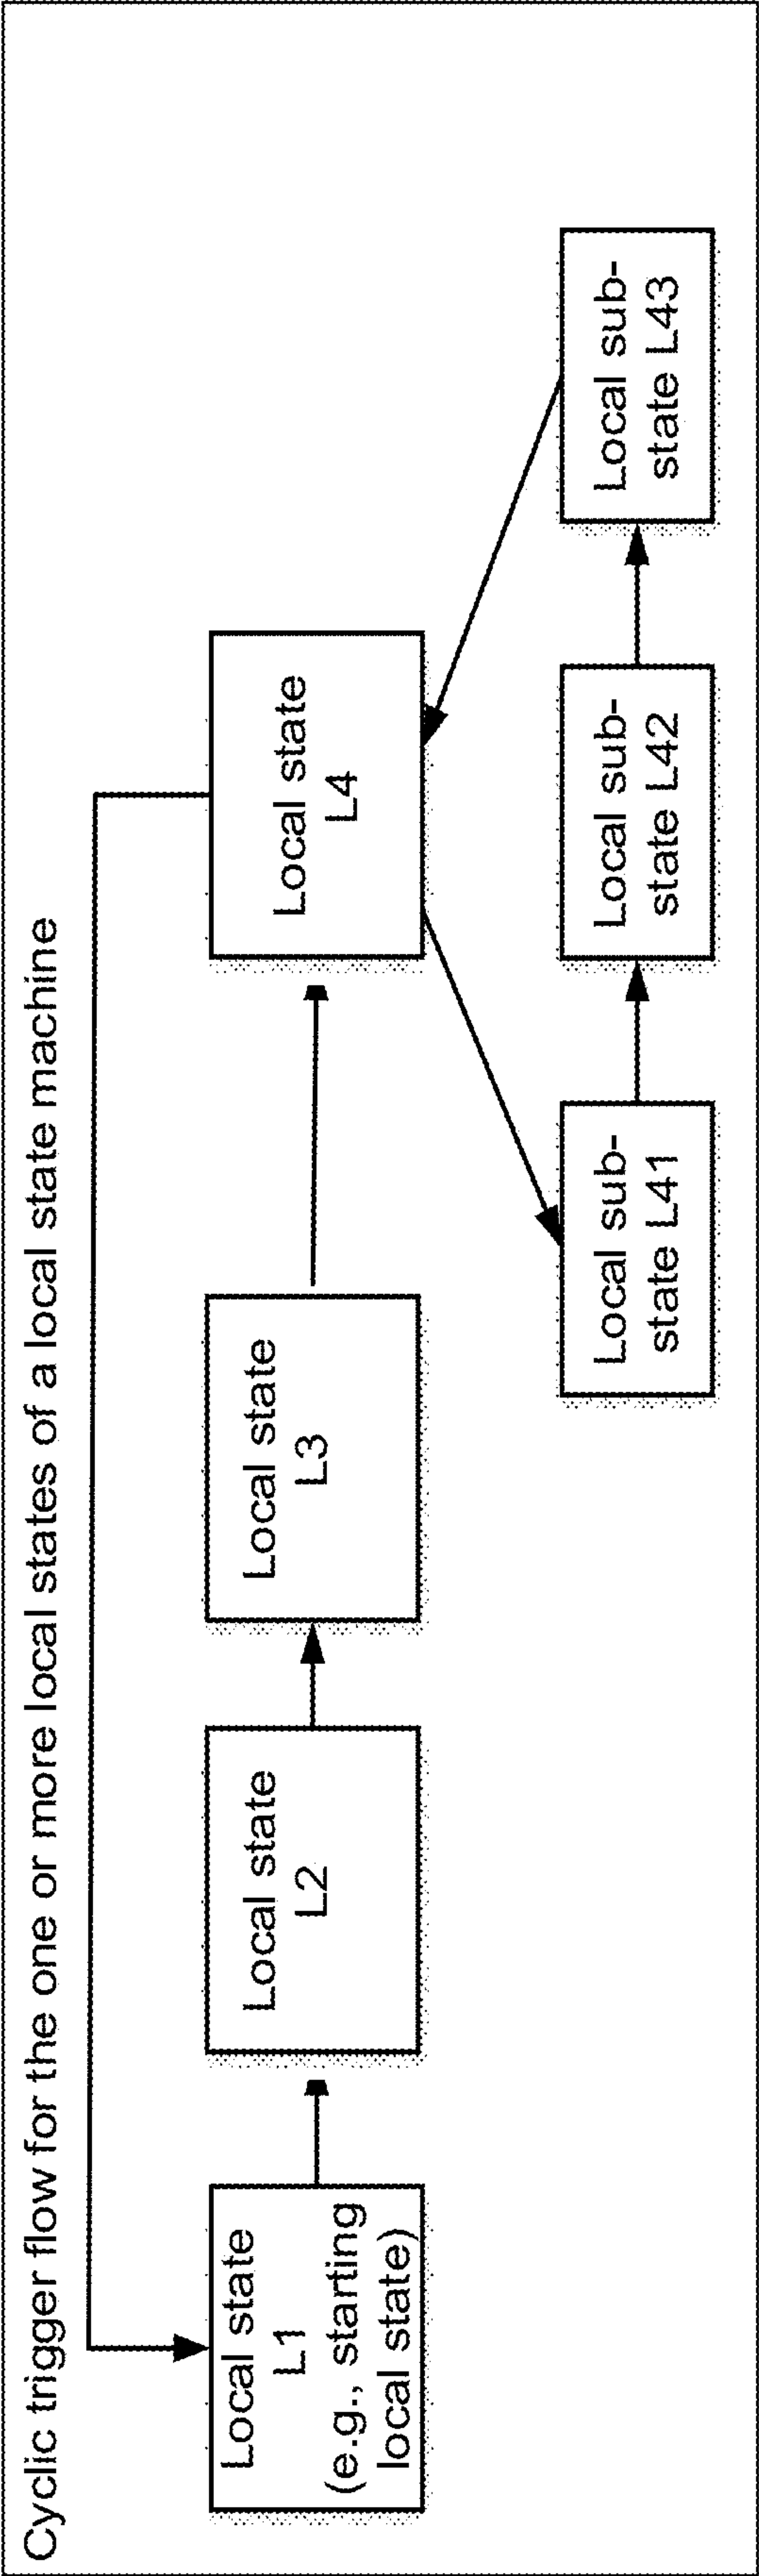 Cyclic trigger flow for the one or more local states of a local state machine
Local state
L1
(e.g., starting
local state)
Local state
L2
Local state
L3
Local state
L4
Local sub-
state L41
Local sub-
state L42
Local sub-
state L43